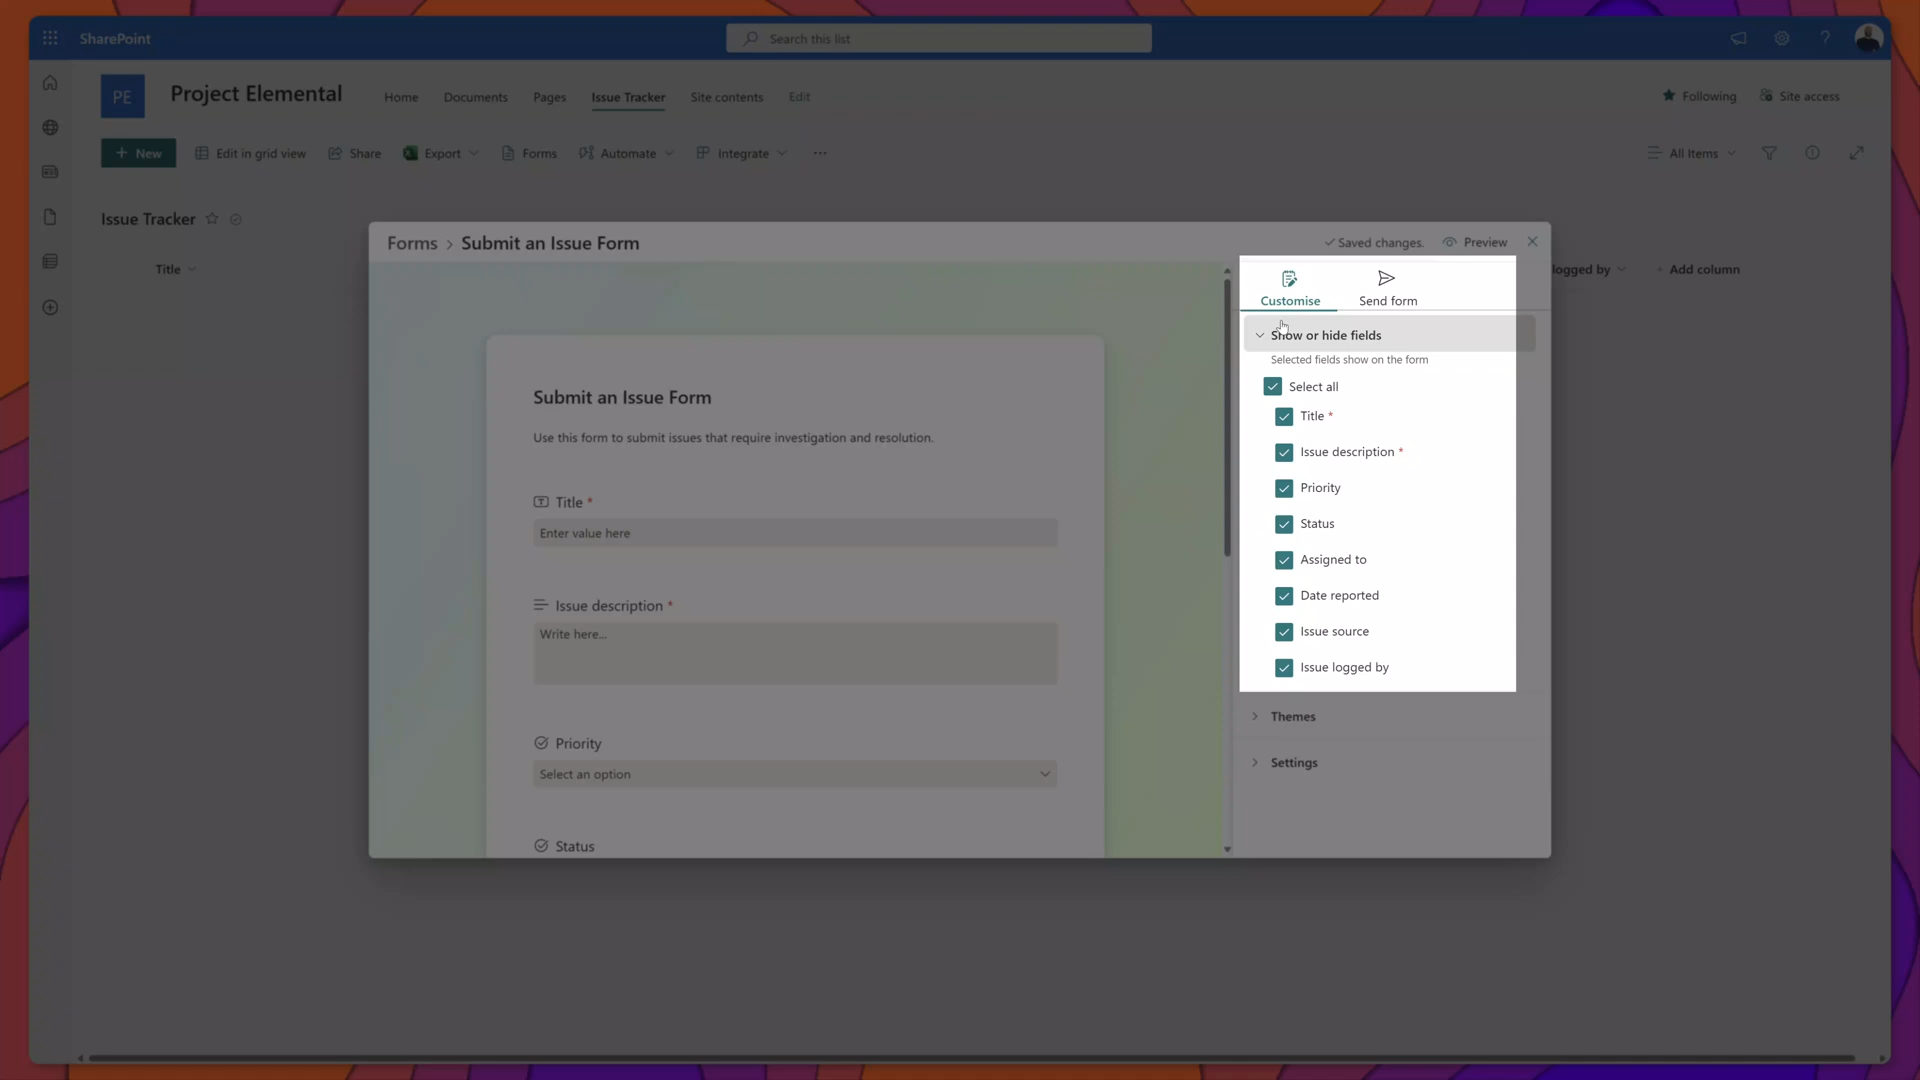 SharePoint
Search this list
PE
Project Elemental
Home
Documents
Pages
Issue Tracker
Site contents
Edit
Following
Site access
New
Edit in grid view
Share
Export
Forms
Automate
Integrate
All Items
Issue Tracker
Title
logged by
Add column
Forms > Submit an Issue Form
Saved changes.
Preview
Submit an Issue Form
Use this form to submit issues that require investigation and resolution.
Title *
Enter value here
Issue description *
Write here...
Priority
Select an option
Status
Customise
Send form
Show or hide fields
Selected fields show on the form
Select all
Title *
Issue description *
Priority
Status
Assigned to
Date reported
Issue source
Issue logged by
Themes
Settings